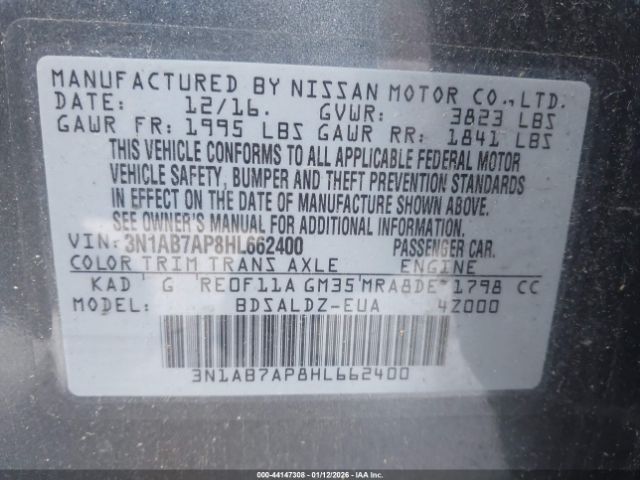 MANUFACTURED BY NISSAN MOTOR CO.,LTD.
DATE: 12/16. GVWR: 3823 LBS
GAWR FR: 1995 LBS GAWR RR: 1841 LBS
THIS VEHICLE CONFORMS TO ALL APPLICABLE FEDERAL MOTOR
VEHICLE SAFETY, BUMPER AND THEFT PREVENTION STANDARDS
IN EFFECT ON THE DATE OF MANUFACTURE SHOWN ABOVE.
SEE OWNER'S MANUAL FOR ADDITIONAL INFORMATION.
VIN: 3N1AB7AP8HL662400 PASSENGER CAR.
COLOR TRIM TRANS AXLE ENGINE
KAD G RE0F11A GM35 MRA8DE 1798 CC
MODEL: BDSALDZ-EUA 4Z000
3N1AB7AP8HL662400
000-44147308 - 01/12/2026 - IAAI.COM